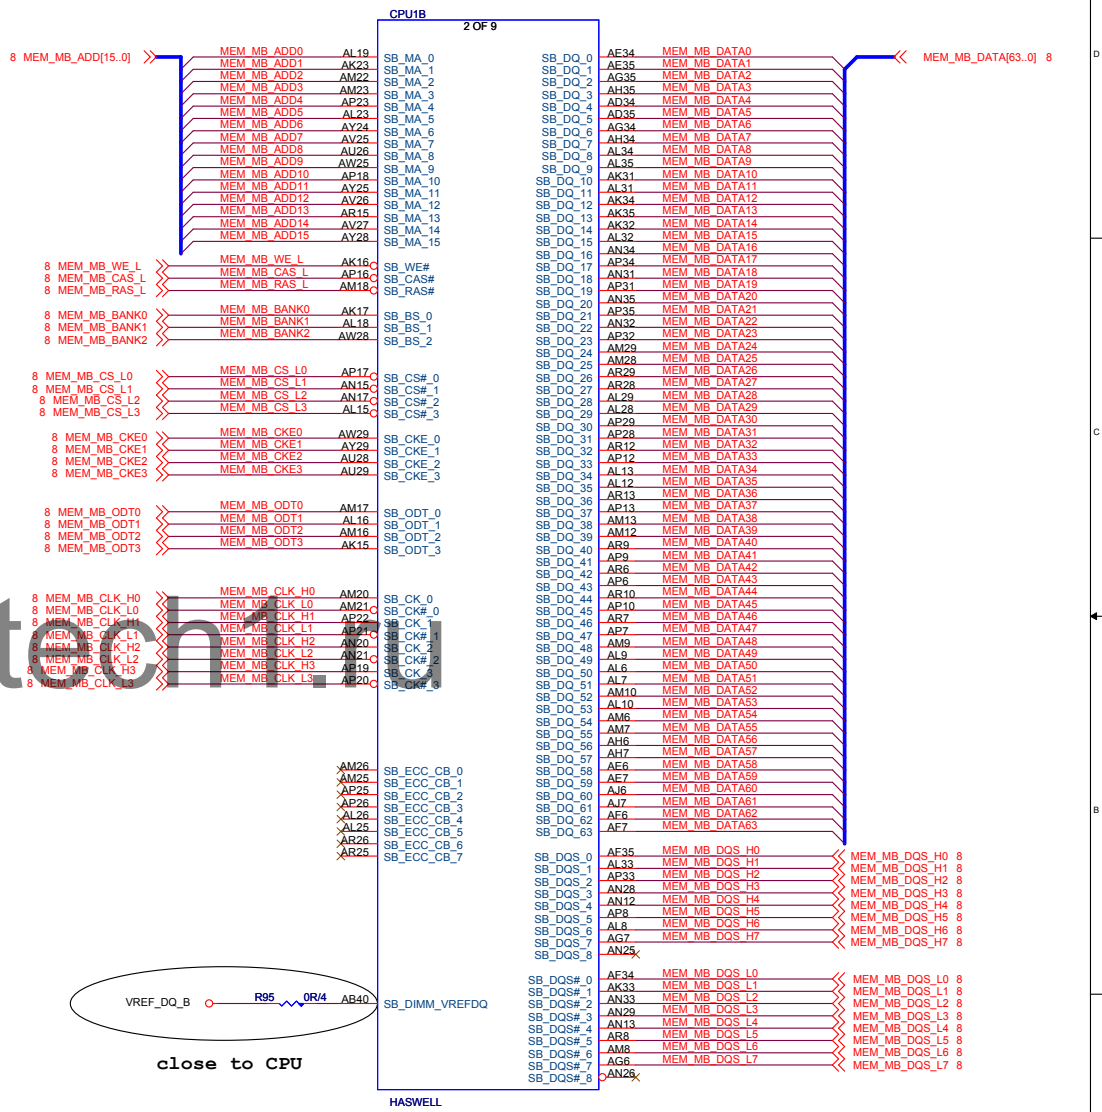 CPU1B
2 OF 9
8 MEM_MB_ADD[15..0]
MEM_MB_DATA[63..0] 8
MEM_MB_ADD0 AL19 SB_MA_0
MEM_MB_ADD1 AK23 SB_MA_1
MEM_MB_ADD2 AM22 SB_MA_2
MEM_MB_ADD3 AM23 SB_MA_3
MEM_MB_ADD4 AP23 SB_MA_4
MEM_MB_ADD5 AL23 SB_MA_5
MEM_MB_ADD6 AY24 SB_MA_6
MEM_MB_ADD7 AV25 SB_MA_7
MEM_MB_ADD8 AU26 SB_MA_8
MEM_MB_ADD9 AW25 SB_MA_9
MEM_MB_ADD10 AP18 SB_MA_10
MEM_MB_ADD11 AY25 SB_MA_11
MEM_MB_ADD12 AV26 SB_MA_12
MEM_MB_ADD13 AR15 SB_MA_13
MEM_MB_ADD14 AV27 SB_MA_14
MEM_MB_ADD15 AY28 SB_MA_15
8 MEM_MB_WE_L MEM_MB_WE_L AK16 SB_WE#
8 MEM_MB_CAS_L MEM_MB_CAS_L AP16 SB_CAS#
8 MEM_MB_RAS_L MEM_MB_RAS_L AM18 SB_RAS#
8 MEM_MB_BANK0 MEM_MB_BANK0 AK17 SB_BS_0
8 MEM_MB_BANK1 MEM_MB_BANK1 AL18 SB_BS_1
8 MEM_MB_BANK2 MEM_MB_BANK2 AW28 SB_BS_2
8 MEM_MB_CS_L0 MEM_MB_CS_L0 AP17 SB_CS#_0
8 MEM_MB_CS_L1 MEM_MB_CS_L1 AN15 SB_CS#_1
8 MEM_MB_CS_L2 MEM_MB_CS_L2 AN17 SB_CS#_2
8 MEM_MB_CS_L3 MEM_MB_CS_L3 AL15 SB_CS#_3
8 MEM_MB_CKE0 MEM_MB_CKE0 AW29 SB_CKE_0
8 MEM_MB_CKE1 MEM_MB_CKE1 AY29 SB_CKE_1
8 MEM_MB_CKE2 MEM_MB_CKE2 AU28 SB_CKE_2
8 MEM_MB_CKE3 MEM_MB_CKE3 AU29 SB_CKE_3
8 MEM_MB_ODT0 MEM_MB_ODT0 AM17 SB_ODT_0
8 MEM_MB_ODT1 MEM_MB_ODT1 AL16 SB_ODT_1
8 MEM_MB_ODT2 MEM_MB_ODT2 AM16 SB_ODT_2
8 MEM_MB_ODT3 MEM_MB_ODT3 AK15 SB_ODT_3
8 MEM_MB_CLK_H0 MEM_MB_CLK_H0 AM20 SB_CK_0
8 MEM_MB_CLK_L0 MEM_MB_CLK_L0 AM21 SB_CK#_0
8 MEM_MB_CLK_H1 MEM_MB_CLK_H1 AP22 SB_CK_1
8 MEM_MB_CLK_L1 MEM_MB_CLK_L1 AP21 SB_CK#_1
8 MEM_MB_CLK_H2 MEM_MB_CLK_H2 AN20 SB_CK_2
8 MEM_MB_CLK_L2 MEM_MB_CLK_L2 AN21 SB_CK#_2
8 MEM_MB_CLK_H3 MEM_MB_CLK_H3 AP19 SB_CK_3
8 MEM_MB_CLK_L3 MEM_MB_CLK_L3 AP20 SB_CK#_3
tech1.ru
AM26 SB_ECC_CB_0
AM25 SB_ECC_CB_1
AP25 SB_ECC_CB_2
AP26 SB_ECC_CB_3
AL26 SB_ECC_CB_4
AL25 SB_ECC_CB_5
AR26 SB_ECC_CB_6
AR25 SB_ECC_CB_7
VREF_DQ_B R95 0R/4 AB40 SB_DIMM_VREFDQ
close to CPU
SB_DQ_0 AE34 MEM_MB_DATA0
SB_DQ_1 AE35 MEM_MB_DATA1
SB_DQ_2 AG35 MEM_MB_DATA2
SB_DQ_3 AH35 MEM_MB_DATA3
SB_DQ_4 AD34 MEM_MB_DATA4
SB_DQ_5 AD35 MEM_MB_DATA5
SB_DQ_6 AG34 MEM_MB_DATA6
SB_DQ_7 AH34 MEM_MB_DATA7
SB_DQ_8 AL34 MEM_MB_DATA8
SB_DQ_9 AL35 MEM_MB_DATA9
SB_DQ_10 AK31 MEM_MB_DATA10
SB_DQ_11 AL31 MEM_MB_DATA11
SB_DQ_12 AK34 MEM_MB_DATA12
SB_DQ_13 AK35 MEM_MB_DATA13
SB_DQ_14 AK32 MEM_MB_DATA14
SB_DQ_15 AL32 MEM_MB_DATA15
SB_DQ_16 AN34 MEM_MB_DATA16
SB_DQ_17 AP34 MEM_MB_DATA17
SB_DQ_18 AN31 MEM_MB_DATA18
SB_DQ_19 AP31 MEM_MB_DATA19
SB_DQ_20 AN35 MEM_MB_DATA20
SB_DQ_21 AP35 MEM_MB_DATA21
SB_DQ_22 AN32 MEM_MB_DATA22
SB_DQ_23 AP32 MEM_MB_DATA23
SB_DQ_24 AM29 MEM_MB_DATA24
SB_DQ_25 AM28 MEM_MB_DATA25
SB_DQ_26 AR29 MEM_MB_DATA26
SB_DQ_27 AR28 MEM_MB_DATA27
SB_DQ_28 AL29 MEM_MB_DATA28
SB_DQ_29 AL28 MEM_MB_DATA29
SB_DQ_30 AP29 MEM_MB_DATA30
SB_DQ_31 AP28 MEM_MB_DATA31
SB_DQ_32 AR12 MEM_MB_DATA32
SB_DQ_33 AP12 MEM_MB_DATA33
SB_DQ_34 AL13 MEM_MB_DATA34
SB_DQ_35 AL12 MEM_MB_DATA35
SB_DQ_36 AR13 MEM_MB_DATA36
SB_DQ_37 AP13 MEM_MB_DATA37
SB_DQ_38 AM13 MEM_MB_DATA38
SB_DQ_39 AM12 MEM_MB_DATA39
SB_DQ_40 AR9 MEM_MB_DATA40
SB_DQ_41 AP9 MEM_MB_DATA41
SB_DQ_42 AR6 MEM_MB_DATA42
SB_DQ_43 AP6 MEM_MB_DATA43
SB_DQ_44 AR10 MEM_MB_DATA44
SB_DQ_45 AP10 MEM_MB_DATA45
SB_DQ_46 AR7 MEM_MB_DATA46
SB_DQ_47 AP7 MEM_MB_DATA47
SB_DQ_48 AM9 MEM_MB_DATA48
SB_DQ_49 AL9 MEM_MB_DATA49
SB_DQ_50 AL6 MEM_MB_DATA50
SB_DQ_51 AL7 MEM_MB_DATA51
SB_DQ_52 AM10 MEM_MB_DATA52
SB_DQ_53 AL10 MEM_MB_DATA53
SB_DQ_54 AM6 MEM_MB_DATA54
SB_DQ_55 AM7 MEM_MB_DATA55
SB_DQ_56 AH6 MEM_MB_DATA56
SB_DQ_57 AH7 MEM_MB_DATA57
SB_DQ_58 AE6 MEM_MB_DATA58
SB_DQ_59 AE7 MEM_MB_DATA59
SB_DQ_60 AJ6 MEM_MB_DATA60
SB_DQ_61 AJ7 MEM_MB_DATA61
SB_DQ_62 AF6 MEM_MB_DATA62
SB_DQ_63 AF7 MEM_MB_DATA63
SB_DQS_0 AF35 MEM_MB_DQS_H0 MEM_MB_DQS_H0 8
SB_DQS_1 AL33 MEM_MB_DQS_H1 MEM_MB_DQS_H1 8
SB_DQS_2 AP33 MEM_MB_DQS_H2 MEM_MB_DQS_H2 8
SB_DQS_3 AN28 MEM_MB_DQS_H3 MEM_MB_DQS_H3 8
SB_DQS_4 AN12 MEM_MB_DQS_H4 MEM_MB_DQS_H4 8
SB_DQS_5 AP8 MEM_MB_DQS_H5 MEM_MB_DQS_H5 8
SB_DQS_6 AL8 MEM_MB_DQS_H6 MEM_MB_DQS_H6 8
SB_DQS_7 AG7 MEM_MB_DQS_H7 MEM_MB_DQS_H7 8
SB_DQS_8 AN25
SB_DQS#_0 AF34 MEM_MB_DQS_L0 MEM_MB_DQS_L0 8
SB_DQS#_1 AK33 MEM_MB_DQS_L1 MEM_MB_DQS_L1 8
SB_DQS#_2 AN33 MEM_MB_DQS_L2 MEM_MB_DQS_L2 8
SB_DQS#_3 AN29 MEM_MB_DQS_L3 MEM_MB_DQS_L3 8
SB_DQS#_4 AN13 MEM_MB_DQS_L4 MEM_MB_DQS_L4 8
SB_DQS#_5 AR8 MEM_MB_DQS_L5 MEM_MB_DQS_L5 8
SB_DQS#_6 AM8 MEM_MB_DQS_L6 MEM_MB_DQS_L6 8
SB_DQS#_7 AG6 MEM_MB_DQS_L7 MEM_MB_DQS_L7 8
SB_DQS#_8 AN26
HASWELL
D
C
B